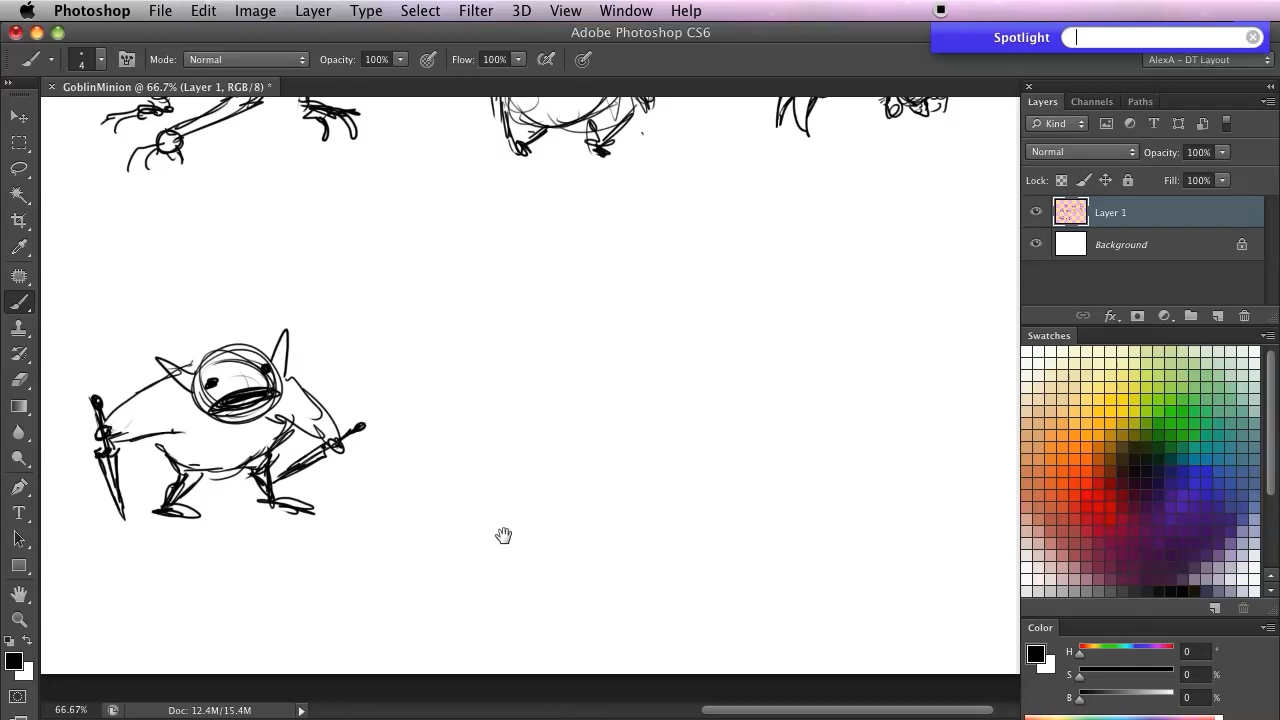 Photoshop File Edit Image Layer Type Select Filter 3D View Window Help
Adobe Photoshop CS6
Spotlight
4 Mode: Normal Opacity: 100% Flow: 100%
AlexA - DT Layout
GoblinMinion @ 66.7% (Layer 1, RGB/8) *
Layers Channels Paths
Kind
Normal Opacity: 100%
Lock: Fill: 100%
Layer 1
Background
Swatches
Color
H 0 °
S 0 %
B 0 %
66.67% Doc: 12.4M/15.4M